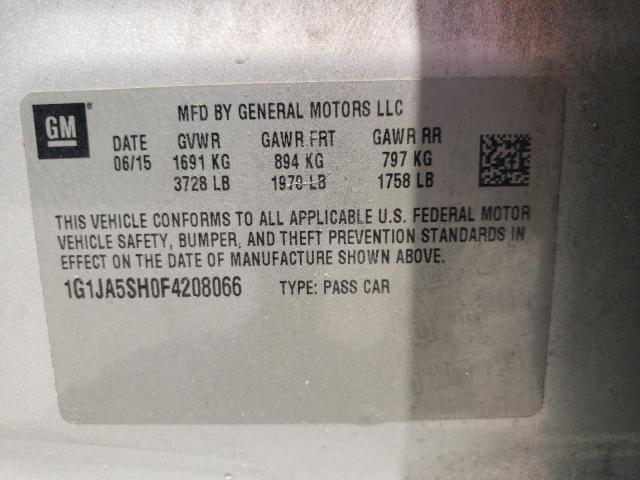 GM ®
MFD BY GENERAL MOTORS LLC
DATE GVWR GAWR FRT GAWR RR
06/15 1691 KG 894 KG 797 KG
3728 LB 1970 LB 1758 LB
THIS VEHICLE CONFORMS TO ALL APPLICABLE U.S. FEDERAL MOTOR
VEHICLE SAFETY, BUMPER, AND THEFT PREVENTION STANDARDS IN
EFFECT ON THE DATE OF MANUFACTURE SHOWN ABOVE.
1G1JA5SH0F4208066 TYPE: PASS CAR